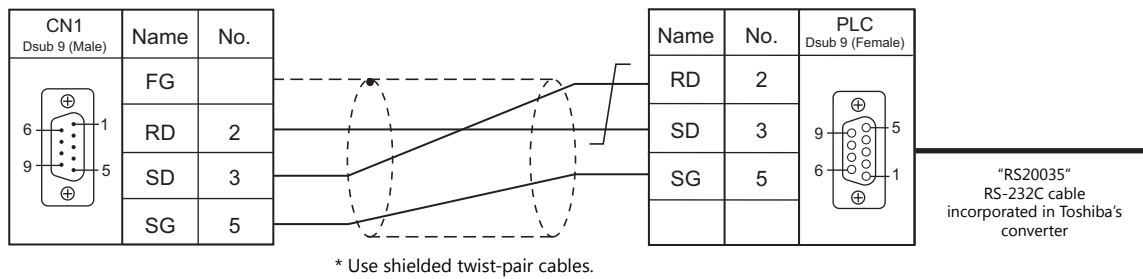 CN1
Dsub 9 (Male)
Name No.
FG
RD 2
SD 3
SG 5
6 1
9 5
Name No.
RD 2
SD 3
SG 5
PLC
Dsub 9 (Female)
9 5
6 1
"RS20035"
RS-232C cable
incorporated in Toshiba's
converter
* Use shielded twist-pair cables.